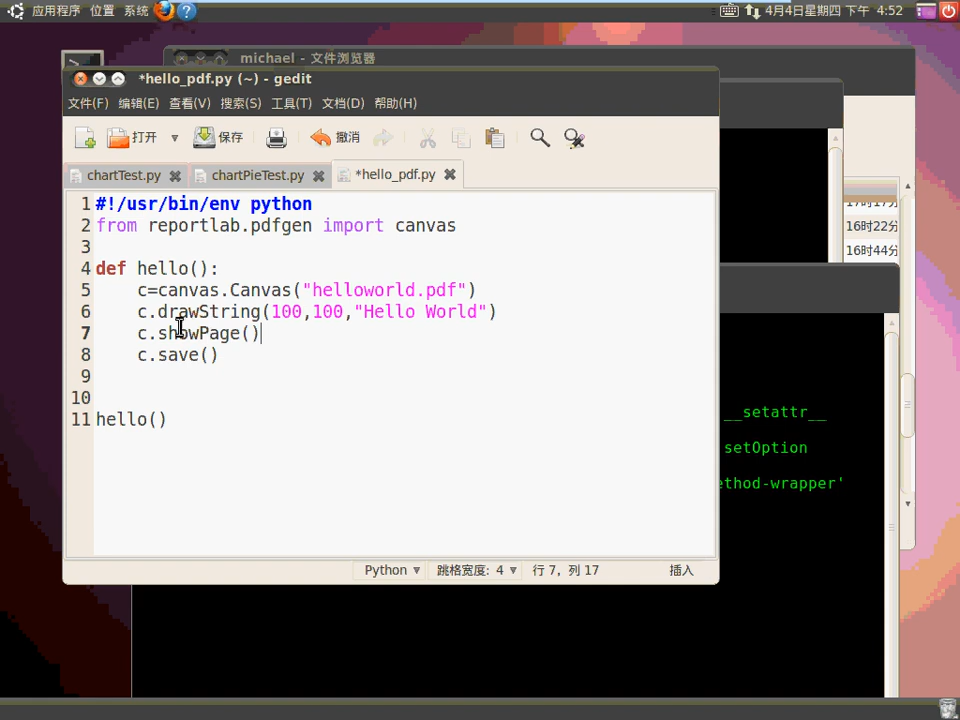 应用程序 位置 系统
4月4日星期四 下午 4:52
michael - 文件浏览器
*hello_pdf.py (~) - gedit
文件(F) 编辑(E) 查看(V) 搜索(S) 工具(T) 文档(D) 帮助(H)
打开 保存 撤消
chartTest.py chartPieTest.py *hello_pdf.py
1 #!/usr/bin/env python
2 from reportlab.pdfgen import canvas
3
4 def hello():
5     c=canvas.Canvas("helloworld.pdf")
6     c.drawString(100,100,"Hello World")
7     c.showPage()
8     c.save()
9
10
11 hello()
Python 跳格宽度: 4 行 7, 列 17 插入
16时22分
16时44分
__setattr__
setOption
ethod-wrapper'